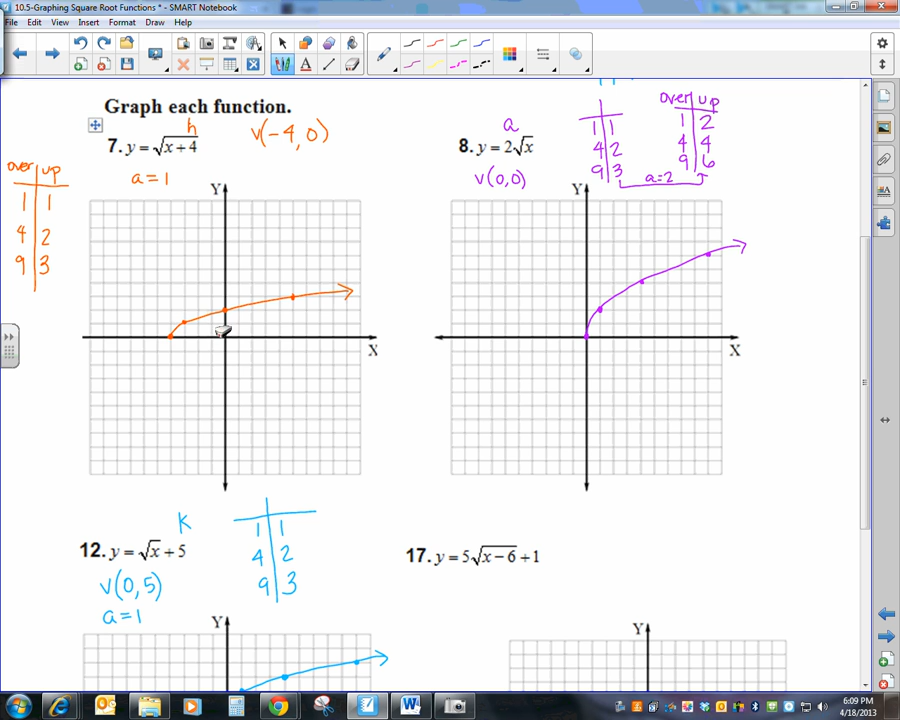 10.5-Graphing Square Root Functions * - SMART Notebook
File Edit View Insert Format Draw Help
Graph each function.
7. y = √x+4
h
v(-4, 0)
a = 1
over up
1 1
4 2
9 3
Y
X
8. y = 2√x
a
v(0,0)
1 1
4 2
9 3
a=2
over up
1 2
4 4
9 6
Y
X
12. y = √x + 5
K
v(0, 5)
a = 1
1 1
4 2
9 3
Y
17. y = 5√x−6 + 1
Y
6:09 PM
4/18/2013